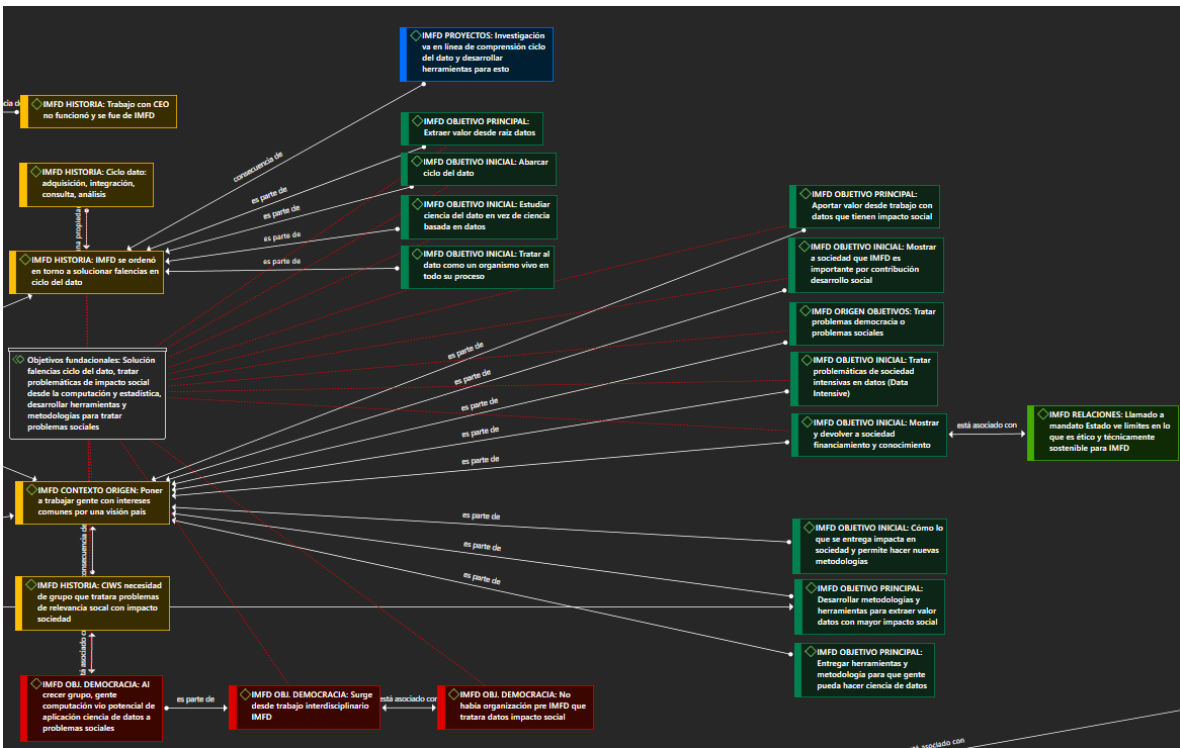 IMFD PROYECTOS: Investigación
va en línea de comprensión ciclo
del dato y desarrollar
herramientas para esto
IMFD HISTORIA: Trabajo con CEO
no funcionó y se fue de IMFD
IMFD OBJETIVO PRINCIPAL:
Extraer valor desde raíz datos
consecuencia de
IMFD HISTORIA: Ciclo dato:
adquisición, integración,
consulta, análisis
IMFD OBJETIVO INICIAL: Abarcar
ciclo del dato
es parte de
IMFD OBJETIVO INICIAL: Estudiar
ciencia del dato en vez de ciencia
basada en datos
es parte de
es parte de
IMFD OBJETIVO INICIAL: Tratar al
dato como un organismo vivo en
todo su proceso
es parte de
IMFD HISTORIA: IMFD se ordenó
en torno a solucionar falencias en
ciclo del dato
propiedad
IMFD OBJETIVO PRINCIPAL:
Aportar valor desde trabajo con
datos que tienen impacto social
IMFD OBJETIVO INICIAL: Mostrar
a sociedad que IMFD es
importante por contribución
desarrollo social
IMFD ORIGEN OBJETIVOS: Tratar
problemas democracia o
problemas sociales
IMFD OBJETIVO INICIAL: Tratar
problemáticas de sociedad
intensivas en datos (Data
Intensive)
IMFD OBJETIVO INICIAL: Mostrar
y devolver a sociedad
financiamiento y conocimiento
está asociado con
IMFD RELACIONES: Llamado a
mandato Estado ve límites en lo
que es ético y técnicamente
sostenible para IMFD
es parte de
es parte de
es parte de
es parte de
es parte de
Objetivos fundacionales: Solución
falencias ciclo del dato, tratar
problemáticas de impacto social
desde la computación y estadística,
desarrollar herramientas y
metodologías para tratar
problemas sociales
IMFD CONTEXTO ORIGEN: Poner
a trabajar gente con intereses
comunes por una visión país
es parte de
es parte de
es parte de
IMFD OBJETIVO INICIAL: Cómo lo
que se entrega impacta en
sociedad y permite hacer nuevas
metodologías
consecuencia de
IMFD HISTORIA: CIWS necesidad
de grupo que tratara problemas
de relevancia socal con impacto
sociedad
IMFD OBJETIVO PRINCIPAL:
Desarrollar metodologías y
herramientas para extraer valor
datos con mayor impacto social
IMFD OBJETIVO PRINCIPAL:
Entregar herramientas y
metodología para que gente
pueda hacer ciencia de datos
asociado
IMFD OBJ. DEMOCRACIA: Al
crecer grupo, gente
computación vio potencial de
aplicación ciencia de datos a
problemas sociales
es parte de
IMFD OBJ. DEMOCRACIA: Surge
desde trabajo interdisciplinario
IMFD
está asociado con
IMFD OBJ. DEMOCRACIA: No
había organización pre IMFD que
tratara datos impacto social
asociado con